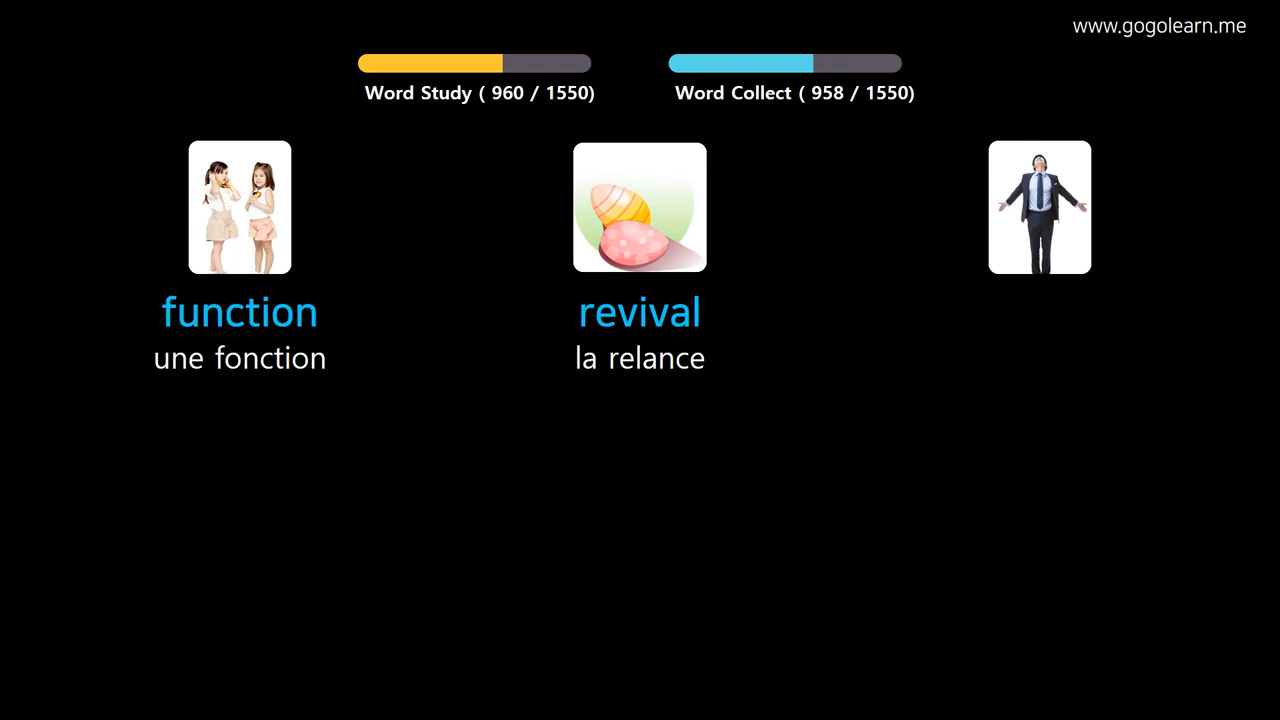 www.gogolearn.me
Word Study ( 960 / 1550)
Word Collect ( 958 / 1550)
function
une fonction
revival
la relance